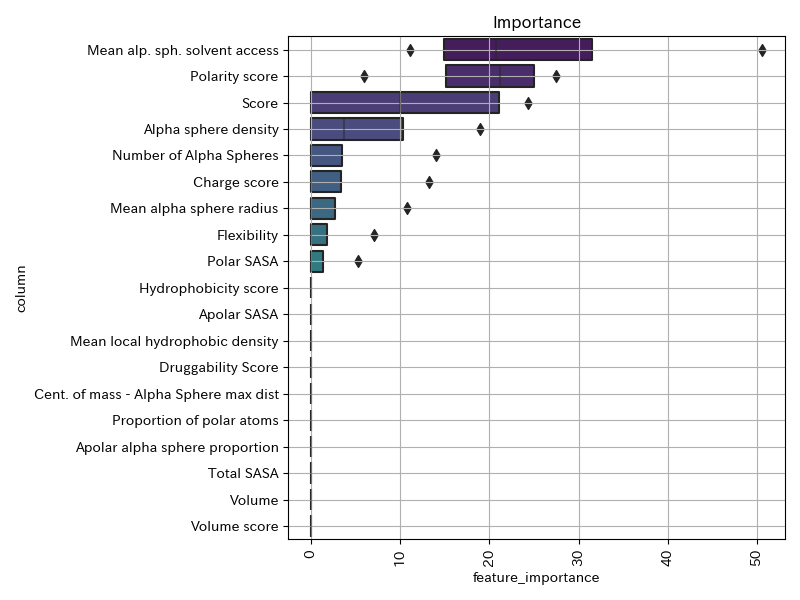 Importance
Mean alp. sph. solvent access
Polarity score
Score
Alpha sphere density
Number of Alpha Spheres
Charge score
Mean alpha sphere radius
Flexibility
Polar SASA
Hydrophobicity score
Apolar SASA
Mean local hydrophobic density
Druggability Score
Cent. of mass - Alpha Sphere max dist
Proportion of polar atoms
Apolar alpha sphere proportion
Total SASA
Volume
Volume score
column
0 10 20 30 40 50
feature_importance